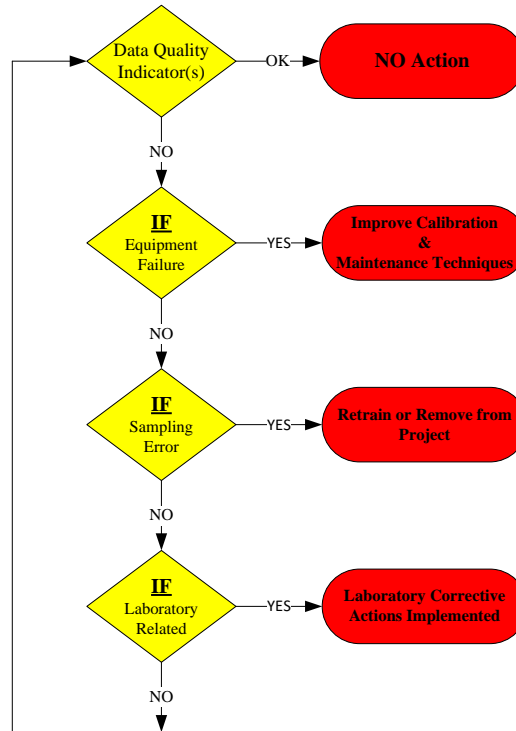 Data Quality
Indicator(s)
OK
NO Action
NO
IF
Equipment
Failure
YES
Improve Calibration
&
Maintenance Techniques
NO
IF
Sampling
Error
YES
Retrain or Remove from
Project
NO
IF
Laboratory
Related
YES
Laboratory Corrective
Actions Implemented
NO